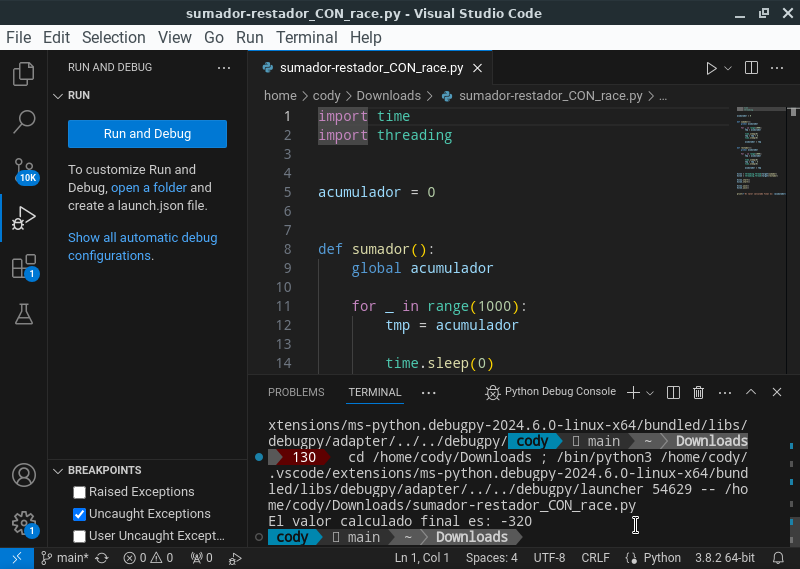 sumador-restador_CON_race.py - Visual Studio Code
File Edit Selection View Go Run Terminal Help
RUN AND DEBUG ...
sumador-restador_CON_race.py
RUN
Run and Debug
To customize Run and
Debug, open a folder and
create a launch.json file.
Show all automatic debug
configurations.
10K
1
1
home > cody > Downloads > sumador-restador_CON_race.py > ...
1 import time
2 import threading
3
4
5 acumulador = 0
6
7
8 def sumador():
9 global acumulador
10
11 for _ in range(1000):
12 tmp = acumulador
13
14 time.sleep(0)
BREAKPOINTS
Raised Exceptions
Uncaught Exceptions
User Uncaught Except...
PROBLEMS TERMINAL ... Python Debug Console
xtensions/ms-python.debugpy-2024.6.0-linux-x64/bundled/libs/
debugpy/adapter/../../debugpy/ cody main ~ Downloads
130 cd /home/cody/Downloads ; /bin/python3 /home/cody/
.vscode/extensions/ms-python.debugpy-2024.6.0-linux-x64/bund
led/libs/debugpy/adapter/../../debugpy/launcher 54629 -- /ho
me/cody/Downloads/sumador-restador_CON_race.py
El valor calculado final es: -320
cody main ~ Downloads
main* 0 0 0 Ln 1, Col 1 Spaces: 4 UTF-8 CRLF Python 3.8.2 64-bit